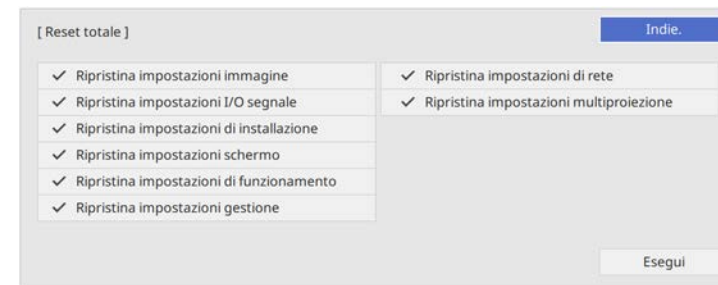 [ Reset totale ]
Indie.
Ripristina impostazioni immagine
Ripristina impostazioni di rete
Ripristina impostazioni I/O segnale
Ripristina impostazioni multiproiezione
Ripristina impostazioni di installazione
Ripristina impostazioni schermo
Ripristina impostazioni di funzionamento
Ripristina impostazioni gestione
Esegui